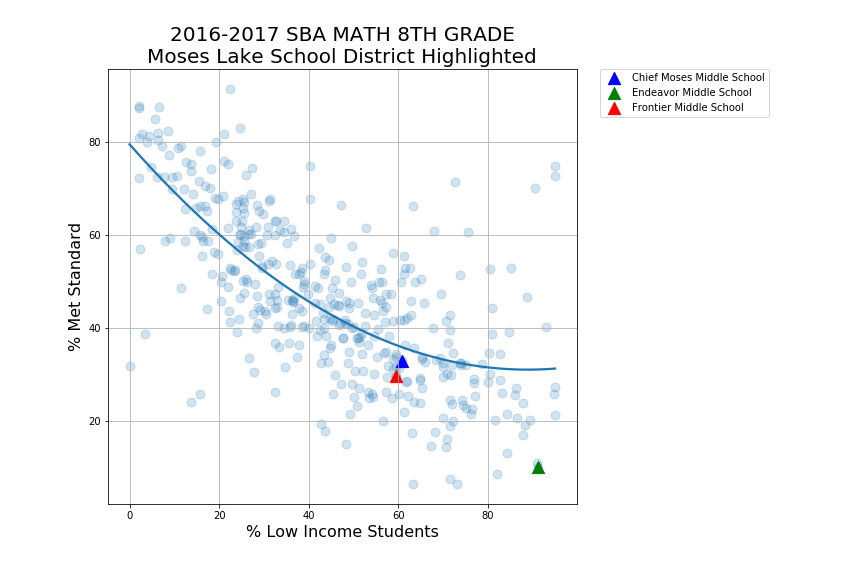 2016-2017 SBA MATH 8TH GRADE
Moses Lake School District Highlighted
Chief Moses Middle School
Endeavor Middle School
Frontier Middle School
% Met Standard
80
60
40
20
0 20 40 60 80
% Low Income Students